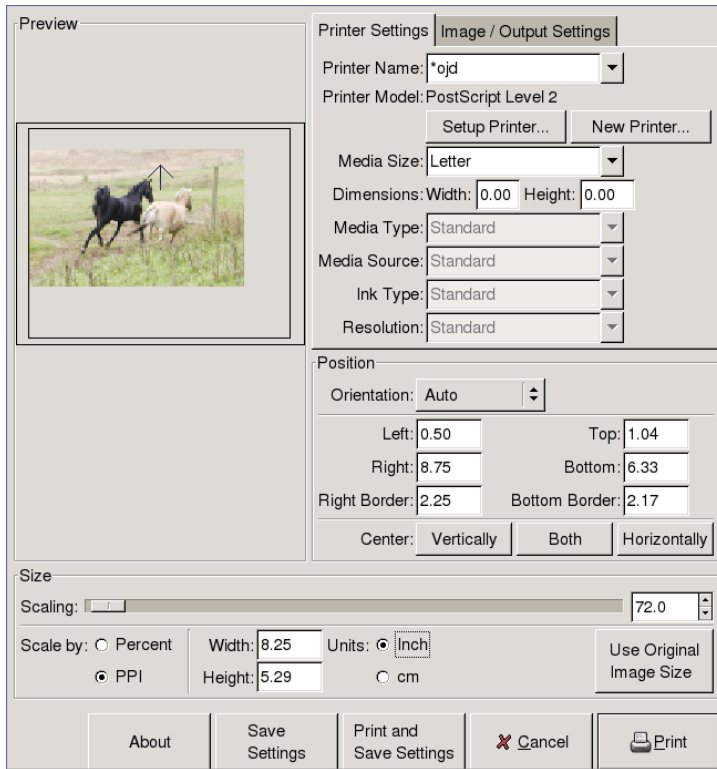 Preview
Printer Settings
Image / Output Settings
Printer Name: *ojd
Printer Model: PostScript Level 2
Setup Printer...
New Printer...
Media Size: Letter
Dimensions: Width: 0.00 Height: 0.00
Media Type: Standard
Media Source: Standard
Ink Type: Standard
Resolution: Standard
Position
Orientation: Auto
Left: 0.50 Top: 1.04
Right: 8.75 Bottom: 6.33
Right Border: 2.25 Bottom Border: 2.17
Center: Vertically Both Horizontally
Size
Scaling: 72.0
Scale by: Percent
PPI
Width: 8.25
Height: 5.29
Units: Inch
cm
Use Original
Image Size
About
Save
Settings
Print and
Save Settings
Cancel
Print